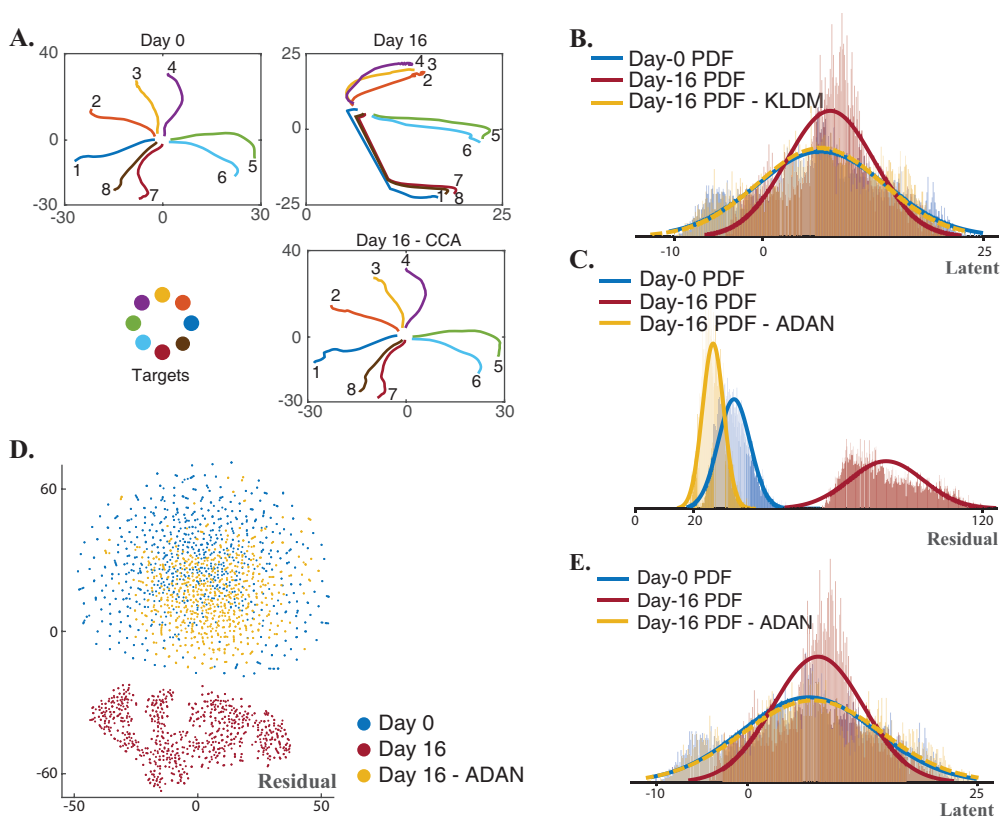 A.
Day 0
40
0
-30
-30
0
30
1
2
3
4
5
6
7
8
Day 16
25
0
-25
0
25
4
3
2
5
6
7
1
8
Targets
Day 16 - CCA
40
0
-30
-30
0
30
1
2
3
4
5
6
7
8
B.
Day-0 PDF
Day-16 PDF
Day-16 PDF - KLDM
-10
0
25
Latent
C.
Day-0 PDF
Day-16 PDF
Day-16 PDF - ADAN
0
20
120
Residual
D.
60
0
-60
-50
0
50
Residual
Day 0
Day 16
Day 16 - ADAN
E.
Day-0 PDF
Day-16 PDF
Day-16 PDF - ADAN
-10
0
25
Latent